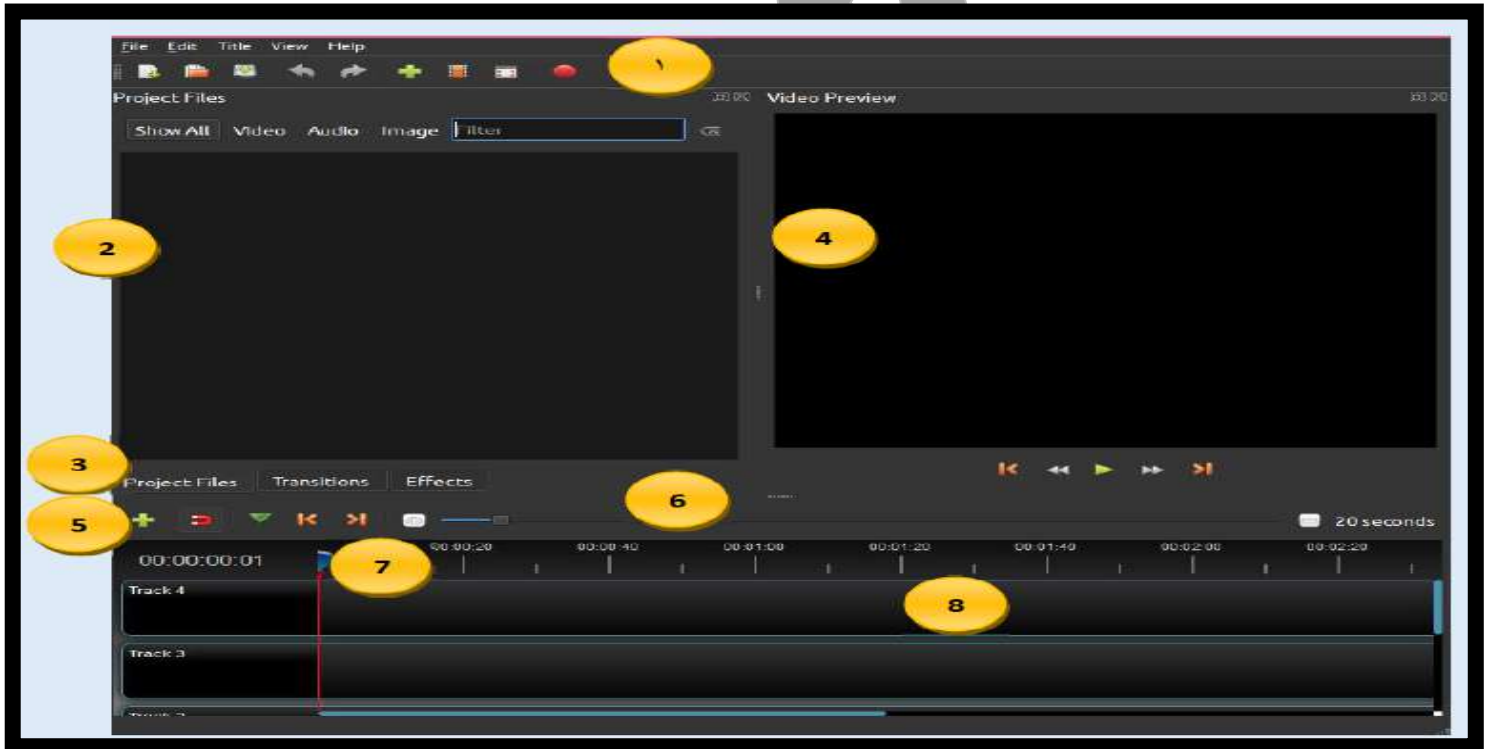 File Edit Title View Help
١
Project Files
Video Preview
Show All Video Audio Image Filter
2
4
3
Project Files Transitions Effects
6
5
20 seconds
00:00:20 00:00:40 00:01:00 00:01:20 00:01:40 00:02:00 00:02:20
00:00:00:01
7
Track 4
8
Track 3